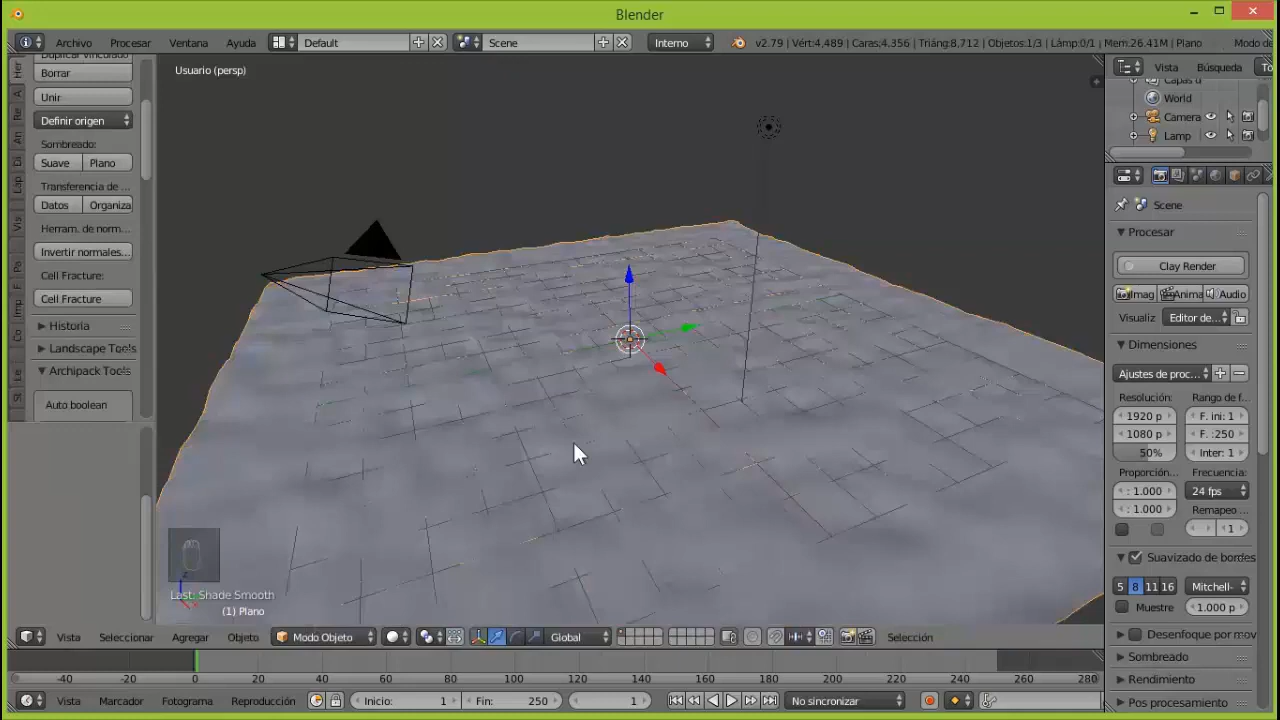 Blender
Archivo Procesar Ventana Ayuda Default Scene Interno v2.79 | Vért:4,489 | Caras:4,356 | Triáng:8,712 | Objetos:1/3 | Lámp:0/1 | Mem:26.41M | Plano Modo de
Usuario (persp)
Duplicar vinculado
Borrar
Unir
Definir origen
Sombreado:
Suave Plano
Transferencia de ...
Datos Organiza
Herram. de norm...
Invertir normales...
Cell Fracture:
Cell Fracture
Historia
Landscape Tools
Archipack Tools
Auto boolean
Last: Shade Smooth
(1) Plano
Vista Seleccionar Agregar Objeto Modo Objeto Global Selección
-40 -20 0 20 40 60 80 100 120 140 160 180 200 220 240 260 280
Vista Marcador Fotograma Reproducción Inicio: 1 Fin: 250 1 No sincronizar
Vista Búsqueda To
Capas d
World
Camera
Lamp
Scene
Procesar
Clay Render
Imag Anima Audio
Visualiz Editor de...
Dimensiones
Ajustes de proc...
Resolución: Rango de f...
1920 p F. ini: 1
1080 p F. :250
50% Inter: 1
Proporción... Frecuencia:
: 1.000 24 fps
: 1.000 Remapeo ...
1
Suavizado de bordes
5 8 11 16 Mitchell-
Muestre 1.000 p
Desenfoque por mov
Sombreado
Rendimiento
Pos procesamiento